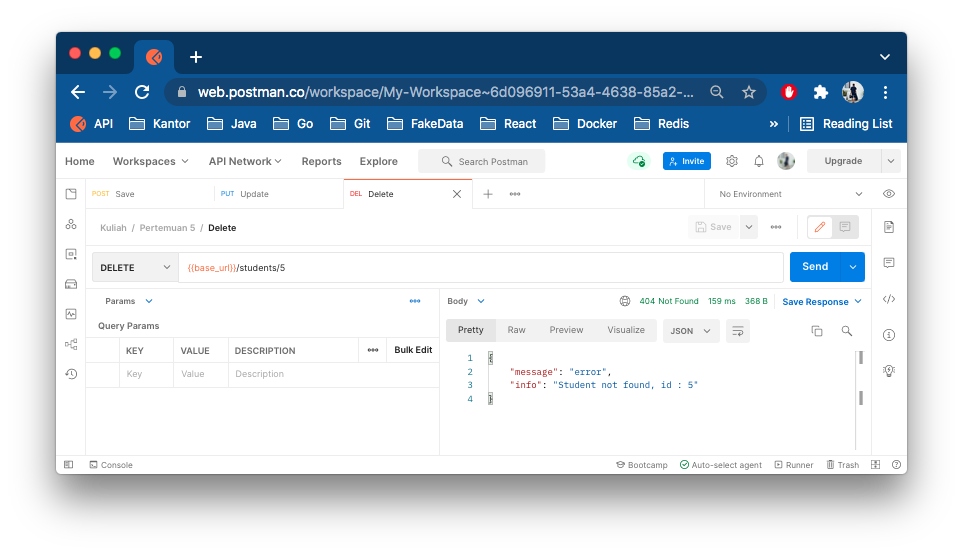 web.postman.co/workspace/My-Workspace~6d096911-53a4-4638-85a2-...
API Kantor Java Go Git FakeData React Docker Redis » Reading List
Home Workspaces API Network Reports Explore Search Postman Invite Upgrade
POST Save PUT Update DEL Delete No Environment
Kuliah / Pertemuan 5 / Delete Save
DELETE {{base_url}}/students/5 Send
Params Body 404 Not Found 159 ms 368 B Save Response
Query Params Pretty Raw Preview Visualize JSON
KEY VALUE DESCRIPTION Bulk Edit
Key Value Description
1 {
2 "message": "error",
3 "info": "Student not found, id : 5"
4 }
Console Bootcamp Auto-select agent Runner Trash